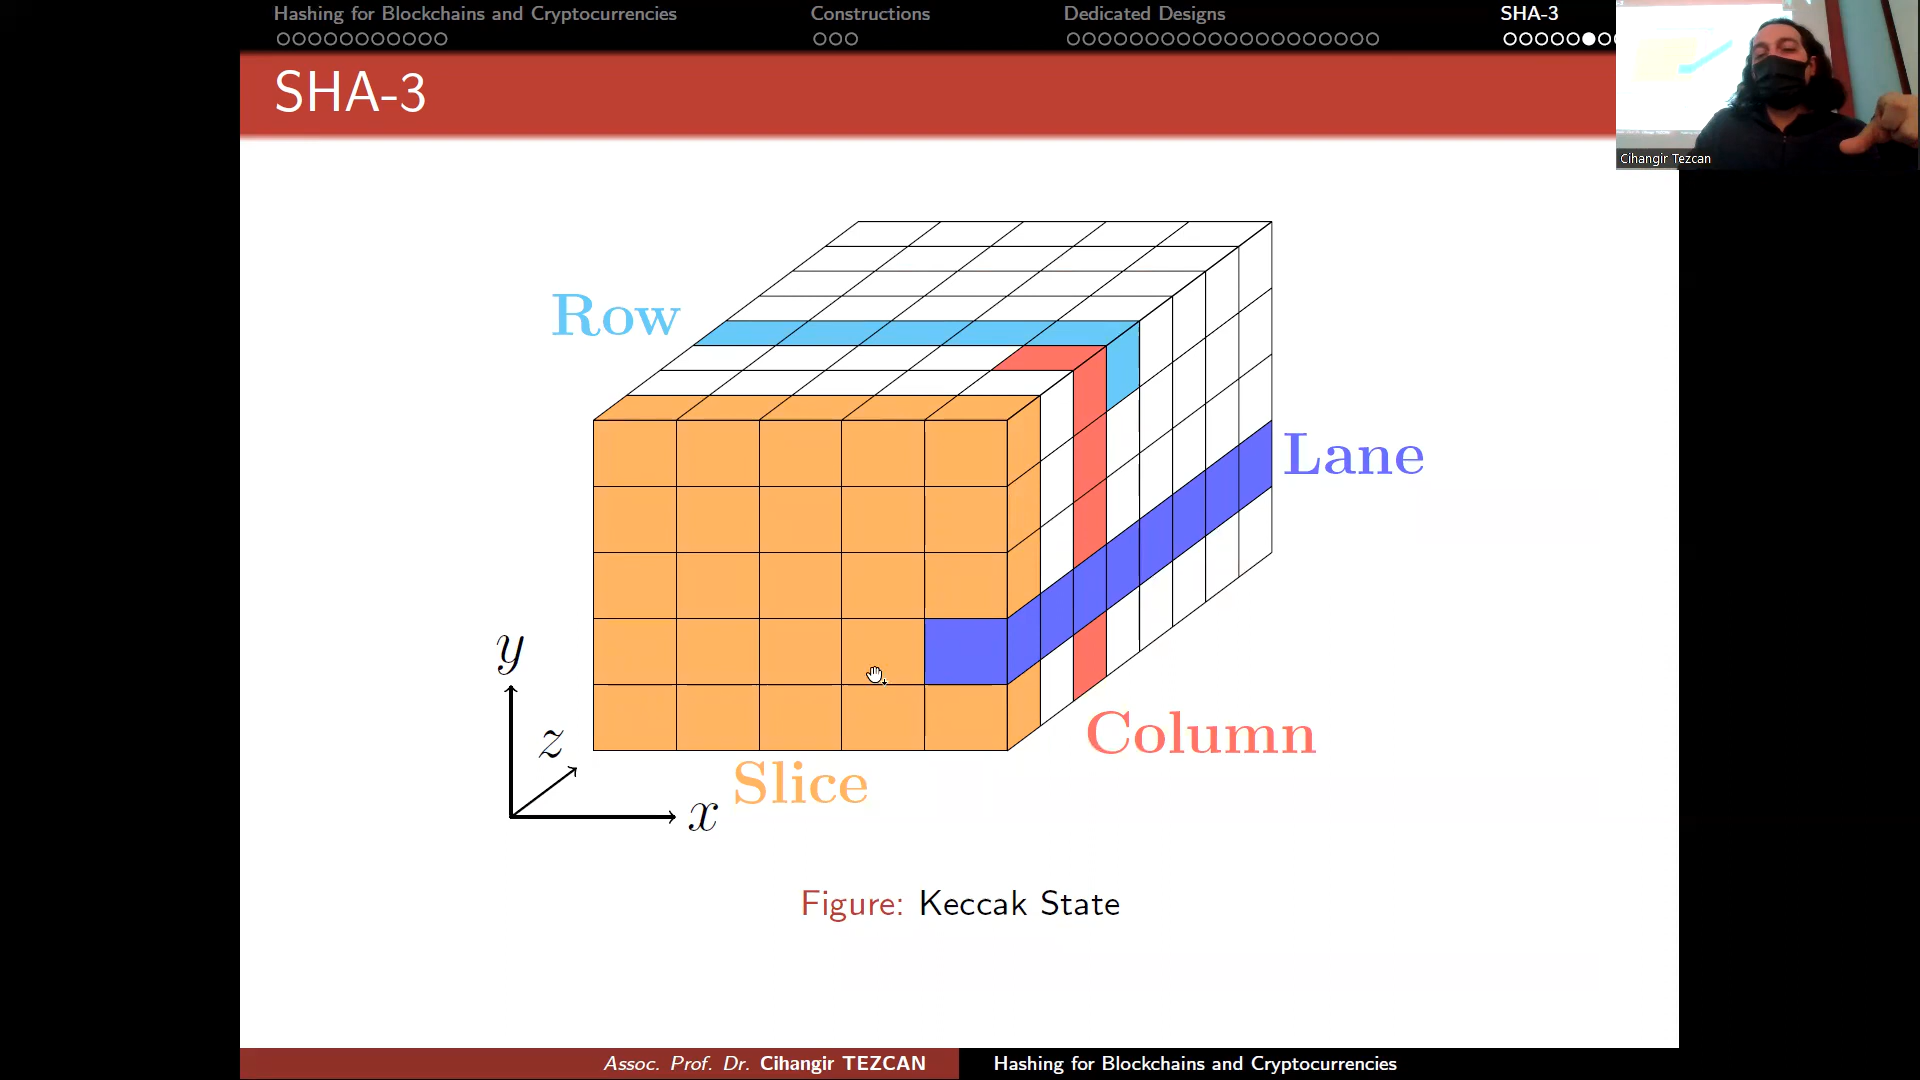 Hashing for Blockchains and Cryptocurrencies
Constructions
Dedicated Designs
SHA-3
SHA-3
Cihangir Tezcan
Row
Lane
y
z
x
Column
Slice
Figure: Keccak State
Assoc. Prof. Dr. Cihangir TEZCAN
Hashing for Blockchains and Cryptocurrencies